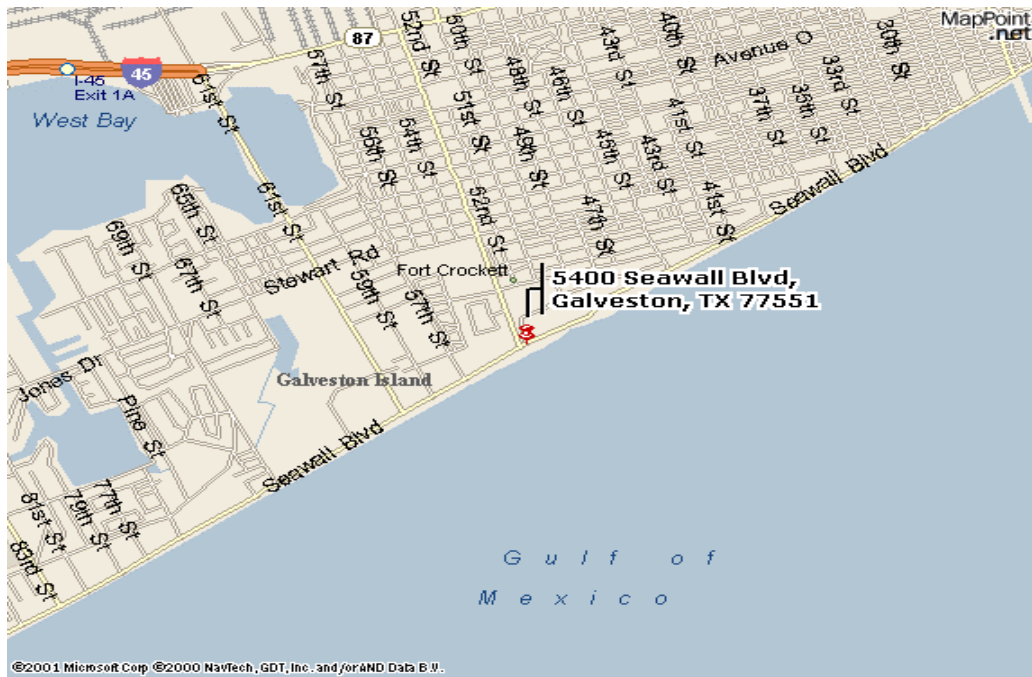 MapPoint
.net
87
52nd St
50th St
43rd St
40th St
30th St
Avenue O
45
I-45
Exit 1A
61st St
57th St
48th St
46th St
33rd St
West Bay
56th St
54th St
51st St
49th St
45th St
43rd St
41st St
37th St
35th St
Seawall Blvd
65th St
61st St
52nd St
47th St
41st St
69th St
67th St
Stewart Rd
59th St
57th St
Fort Crockett
5400 Seawall Blvd,
Galveston, TX 77551
Jones Dr
Galveston Island
Pine St
Seawall Blvd
81st St
79th St
77th St
83rd St
Gulf of
Mexico
©2001 Microsoft Corp ©2000 NavTech, GDT, Inc. and/or AND Data B.V.